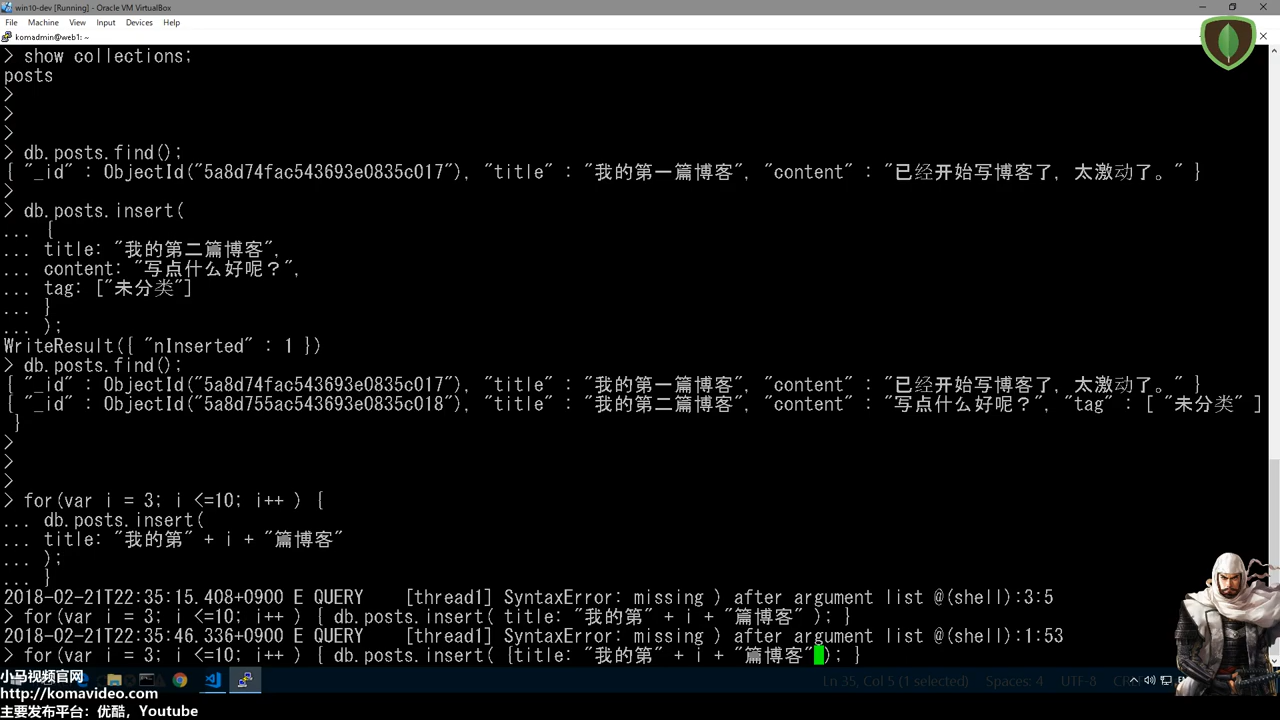 win10-dev [Running] - Oracle VM VirtualBox
File Machine View Input Devices Help
komadmin@web1: ~
> show collections;
posts
>
>
>
> db.posts.find();
{ "_id" : ObjectId("5a8d74fac543693e0835c017"), "title" : "我的第一篇博客", "content" : "已经开始写博客了，太激动了。" }
>
> db.posts.insert(
... {
... title: "我的第二篇博客",
... content: "写点什么好呢？",
... tag: ["未分类"]
... }
... );
WriteResult({ "nInserted" : 1 })
> db.posts.find();
{ "_id" : ObjectId("5a8d74fac543693e0835c017"), "title" : "我的第一篇博客", "content" : "已经开始写博客了，太激动了。" }
{ "_id" : ObjectId("5a8d755ac543693e0835c018"), "title" : "我的第二篇博客", "content" : "写点什么好呢？", "tag" : [ "未分类" ]
}
>
>
>
> for(var i = 3; i <=10; i++ ) {
... db.posts.insert(
... title: "我的第" + i + "篇博客"
... );
... }
2018-02-21T22:35:15.408+0900 E QUERY [thread1] SyntaxError: missing ) after argument list @(shell):3:5
> for(var i = 3; i <=10; i++ ) { db.posts.insert( title: "我的第" + i + "篇博客" ); }
2018-02-21T22:35:46.336+0900 E QUERY [thread1] SyntaxError: missing ) after argument list @(shell):1:53
> for(var i = 3; i <=10; i++ ) { db.posts.insert( {title: "我的第" + i + "篇博客" ); }
小马视频官网
http://komavideo.com
主要发布平台：优酷，Youtube
Ln 35, Col 5 (1 selected) Spaces: 4 UTF-8